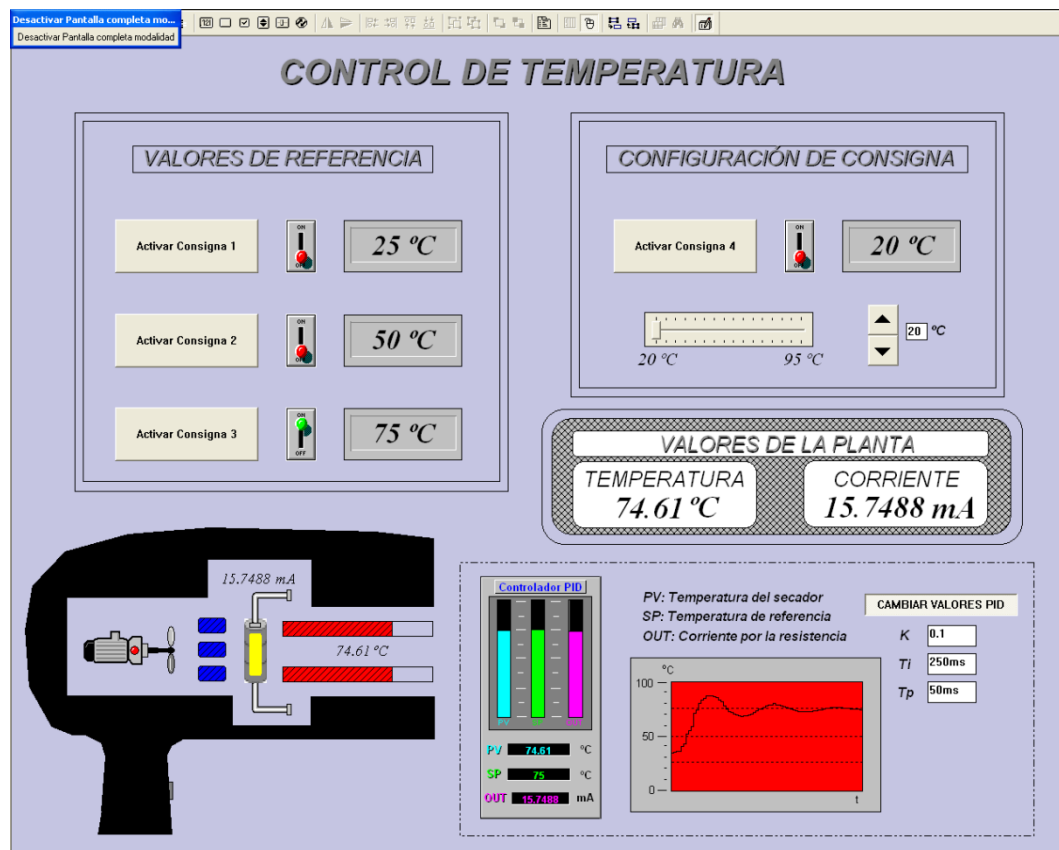 Desactivar Pantalla completa mo...
Desactivar Pantalla completa modalidad
CONTROL DE TEMPERATURA
VALORES DE REFERENCIA
Activar Consigna 1
ON
OFF
25 ºC
Activar Consigna 2
ON
OFF
50 ºC
Activar Consigna 3
ON
OFF
75 ºC
CONFIGURACIÓN DE CONSIGNA
Activar Consigna 4
ON
OFF
20 ºC
20 ºC
95 ºC
20 ºC
VALORES DE LA PLANTA
TEMPERATURA
74.61 ºC
CORRIENTE
15.7488 mA
15.7488 mA
74.61 ºC
Controlador PID
PV SP OUT
PV 74.61 ºC
SP 75 ºC
OUT 15.7488 mA
PV: Temperatura del secador
SP: Temperatura de referencia
OUT: Corriente por la resistencia
CAMBIAR VALORES PID
K 0.1
Ti 250ms
Tp 50ms
ºC
100
50
0
t